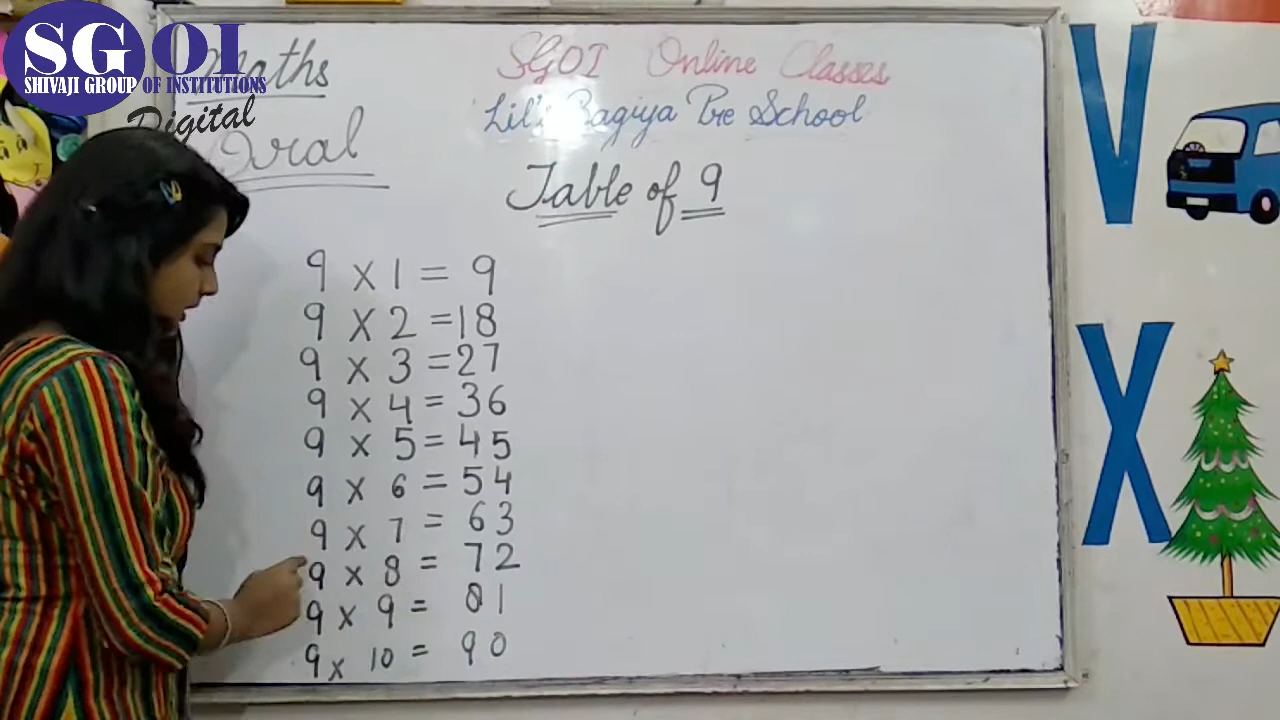 SGOI
SHIVAJI GROUP OF INSTITUTIONS
Digital
Maths
Oral
SGOI Online Classes
Lil's Bagiya Pre School
Table of 9
9 X 1 = 9
9 X 2 = 18
9 X 3 = 27
9 X 4 = 36
9 X 5 = 45
9 X 6 = 54
9 X 7 = 63
9 X 8 = 72
9 X 9 = 81
9 X 10 = 90
V
X